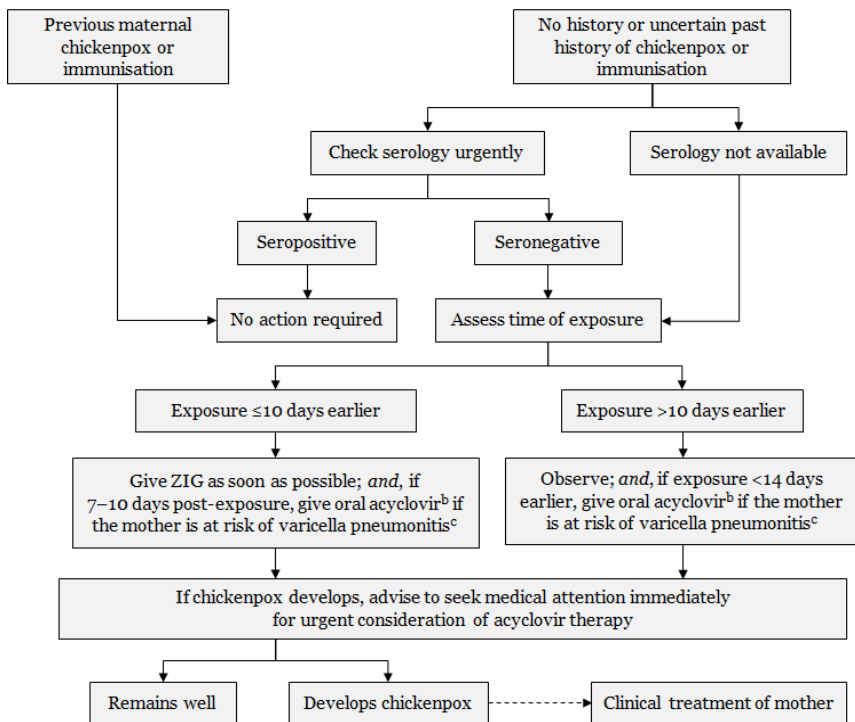 Previous maternal
chickenpox or
immunisation
No history or uncertain past
history of chickenpox or
immunisation
Check serology urgently
Serology not available
Seropositive
Seronegative
No action required
Assess time of exposure
Exposure ≤10 days earlier
Exposure >10 days earlier
Give ZIG as soon as possible; and, if
7–10 days post-exposure, give oral acyclovirᵇ if
the mother is at risk of varicella pneumonitisᶜ
Observe; and, if exposure <14 days
earlier, give oral acyclovirᵇ if the mother
is at risk of varicella pneumonitisᶜ
If chickenpox develops, advise to seek medical attention immediately
for urgent consideration of acyclovir therapy
Remains well
Develops chickenpox
Clinical treatment of mother